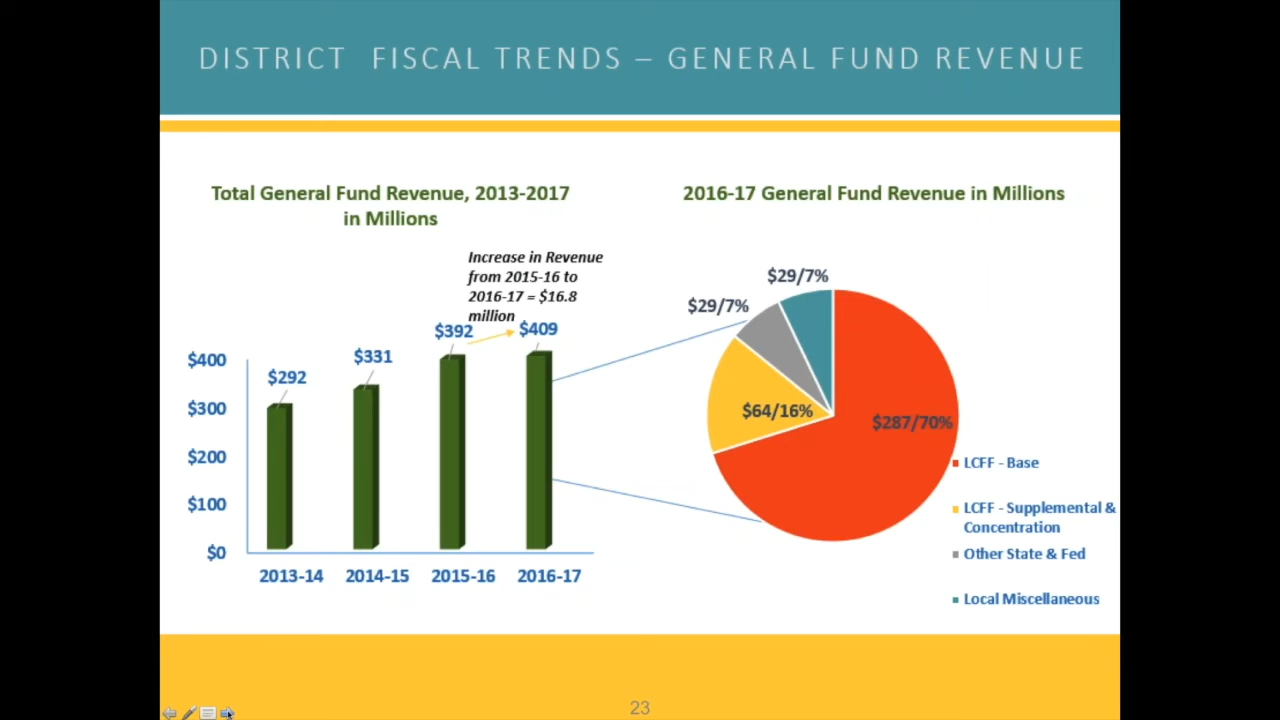 DISTRICT FISCAL TRENDS – GENERAL FUND REVENUE
Total General Fund Revenue, 2013-2017
in Millions
Increase in Revenue
from 2015-16 to
2016-17 = $16.8
million
$392
$409
$331
$292
$400
$300
$200
$100
$0
2013-14
2014-15
2015-16
2016-17
2016-17 General Fund Revenue in Millions
$29/7%
$29/7%
$64/16%
$287/70%
LCFF - Base
LCFF - Supplemental &
Concentration
Other State & Fed
Local Miscellaneous
23